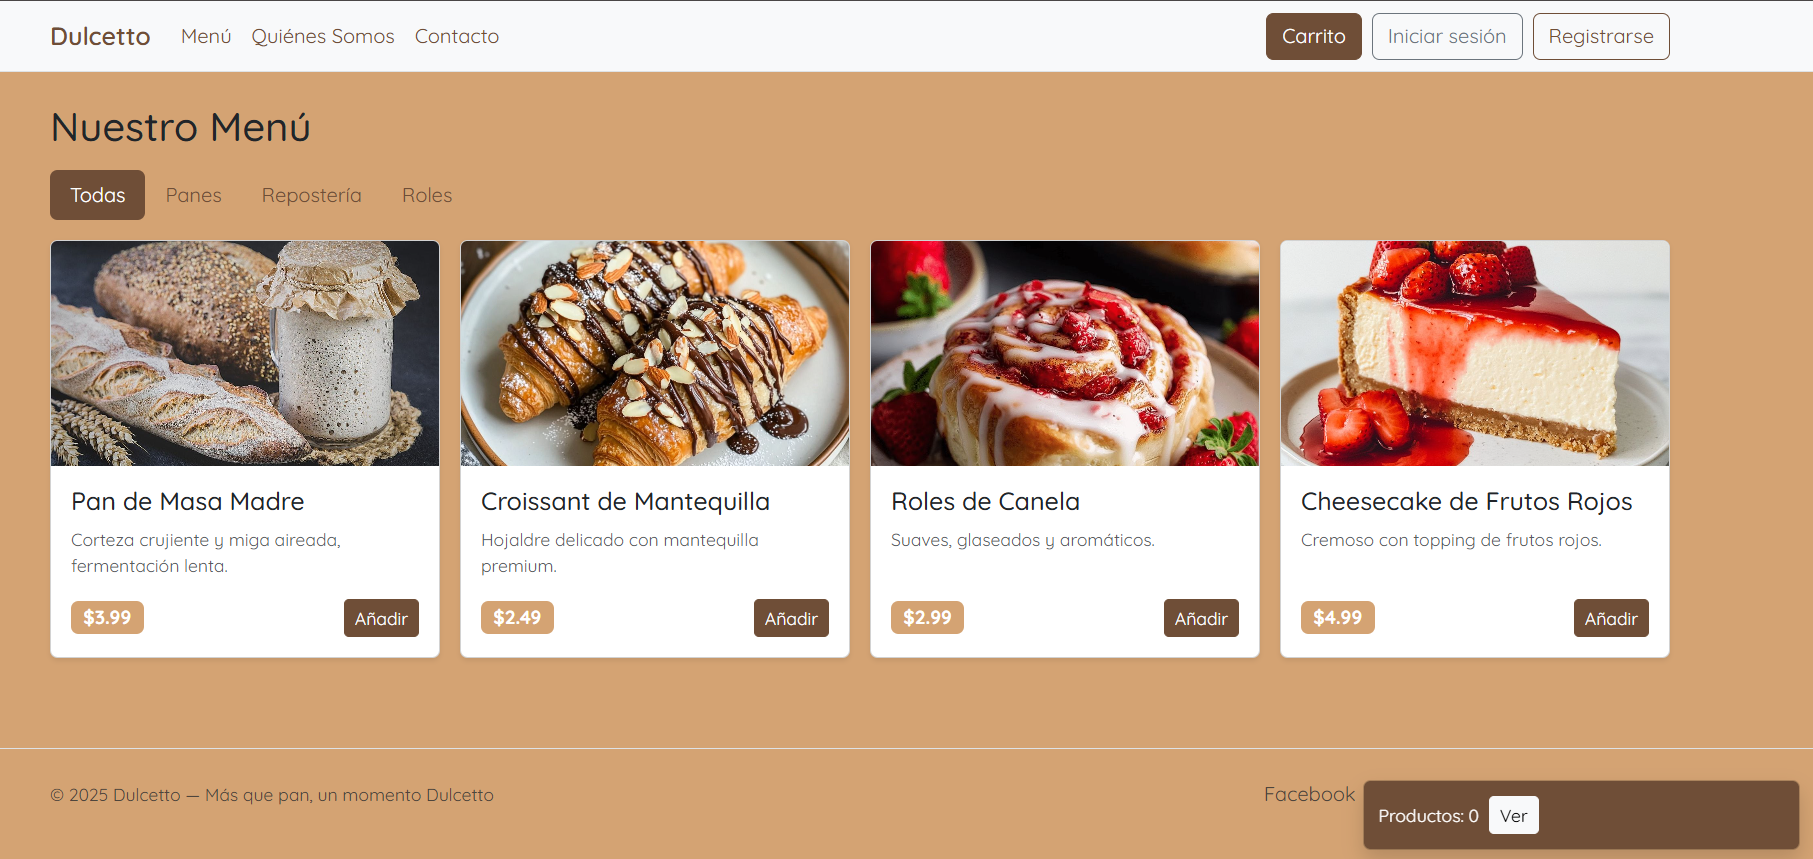 Dulcetto Menú Quiénes Somos Contacto Carrito Iniciar sesión Registrarse
Nuestro Menú
Todas Panes Repostería Roles
Pan de Masa Madre
Corteza crujiente y miga aireada,
fermentación lenta.
$3.99 Añadir
Croissant de Mantequilla
Hojaldre delicado con mantequilla
premium.
$2.49 Añadir
Roles de Canela
Suaves, glaseados y aromáticos.
$2.99 Añadir
Cheesecake de Frutos Rojos
Cremoso con topping de frutos rojos.
$4.99 Añadir
© 2025 Dulcetto — Más que pan, un momento Dulcetto
Facebook
Productos: 0 Ver